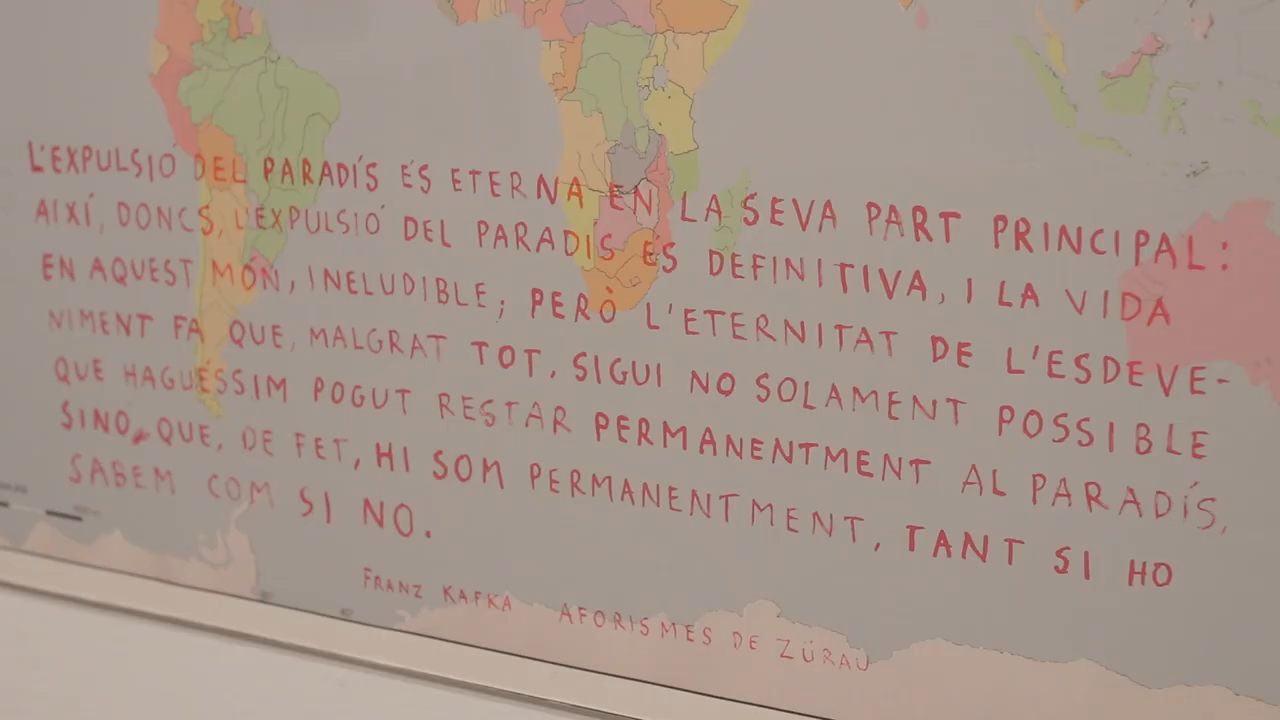 L'EXPULSIO DEL PARADÍS ÉS ETERNA EN LA SEVA PART PRINCIPAL:
AIXÍ, DONCS, L'EXPULSIÓ DEL PARADIS ÉS DEFINITIVA, I LA VIDA
EN AQUEST MÓN, INELUDIBLE; PERÒ L'ETERNITAT DE L'ESDEVE-
NIMENT FA QUE, MALGRAT TOT, SIGUI NO SOLAMENT POSSIBLE
QUE HAGUÉSSIM POGUT RESTAR PERMANENTMENT AL PARADÍS,
SINÓ, QUE, DE FET, HI SOM PERMANENTMENT, TANT SI HO
SABEM COM SI NO.
FRANZ KAFKA AFORISMES DE ZÜRAU